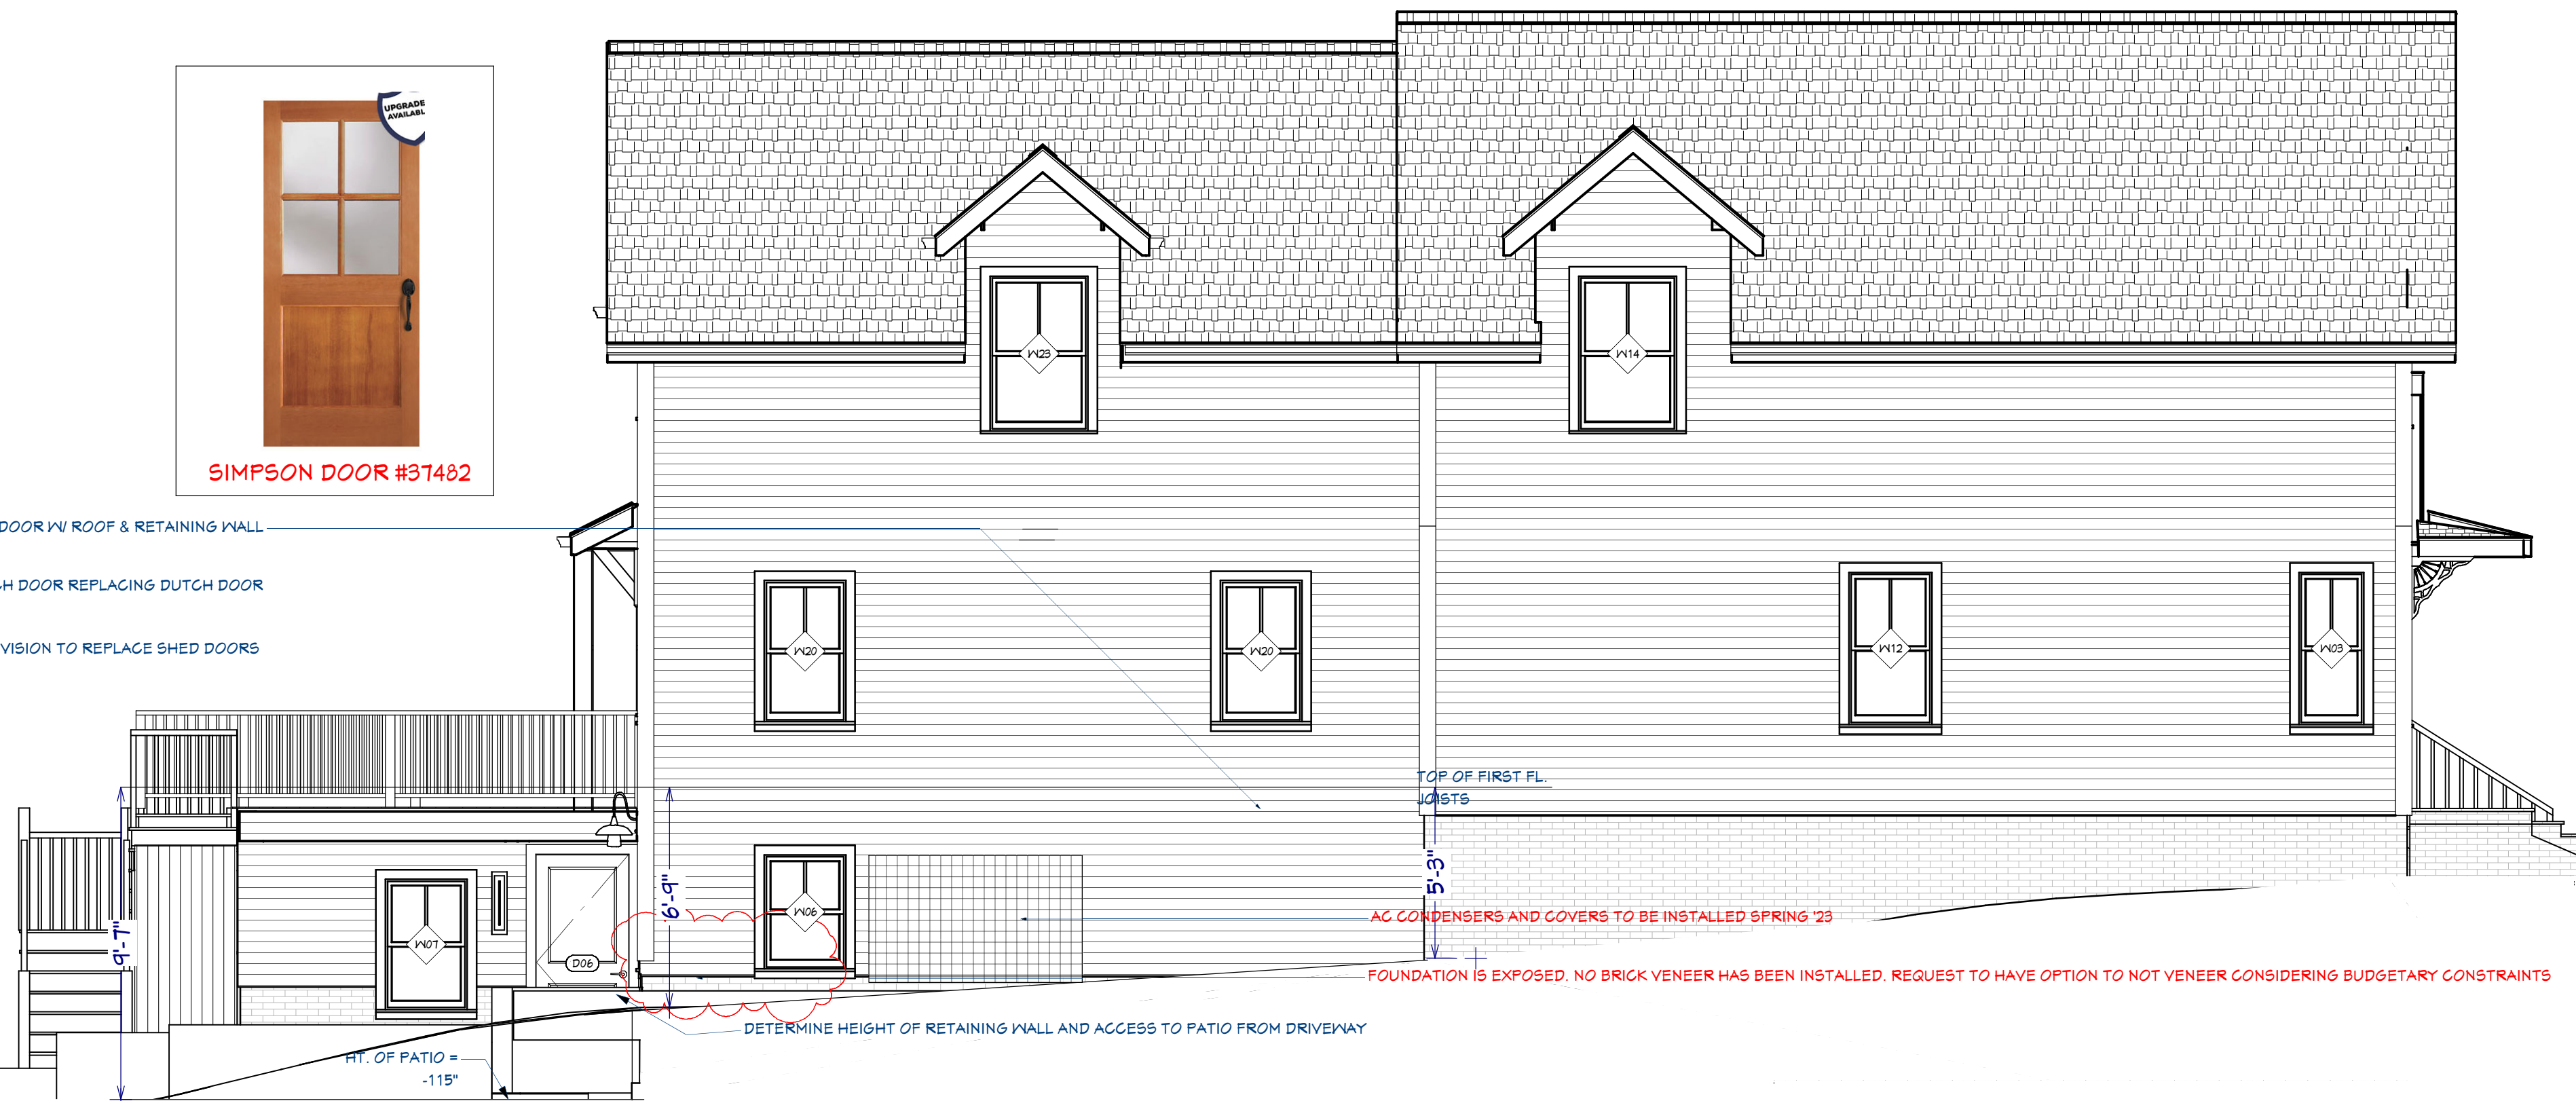 UPGRADE
AVAILABL
SIMPSON DOOR #37482
DOOR W/ ROOF & RETAINING WALL
CH DOOR REPLACING DUTCH DOOR
VISION TO REPLACE SHED DOORS
W23
W14
W20
W20
W12
W03
TOP OF FIRST FL.
JOISTS
9'-7"
6'-9"
5'-3"
W07
D06
W06
AC CONDENSERS AND COVERS TO BE INSTALLED SPRING '23
FOUNDATION IS EXPOSED. NO BRICK VENEER HAS BEEN INSTALLED. REQUEST TO HAVE OPTION TO NOT VENEER CONSIDERING BUDGETARY CONSTRAINTS
DETERMINE HEIGHT OF RETAINING WALL AND ACCESS TO PATIO FROM DRIVEWAY
HT. OF PATIO =
-115"